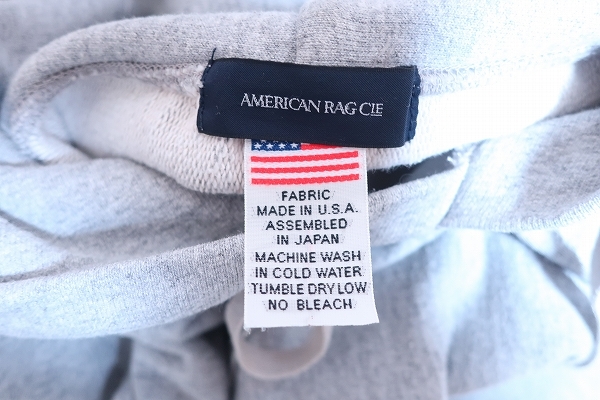 AMERICAN RAG CIE
FABRIC
MADE IN U.S.A.
ASSEMBLED
IN JAPAN
MACHINE WASH
IN COLD WATER
TUMBLE DRY LOW
NO BLEACH